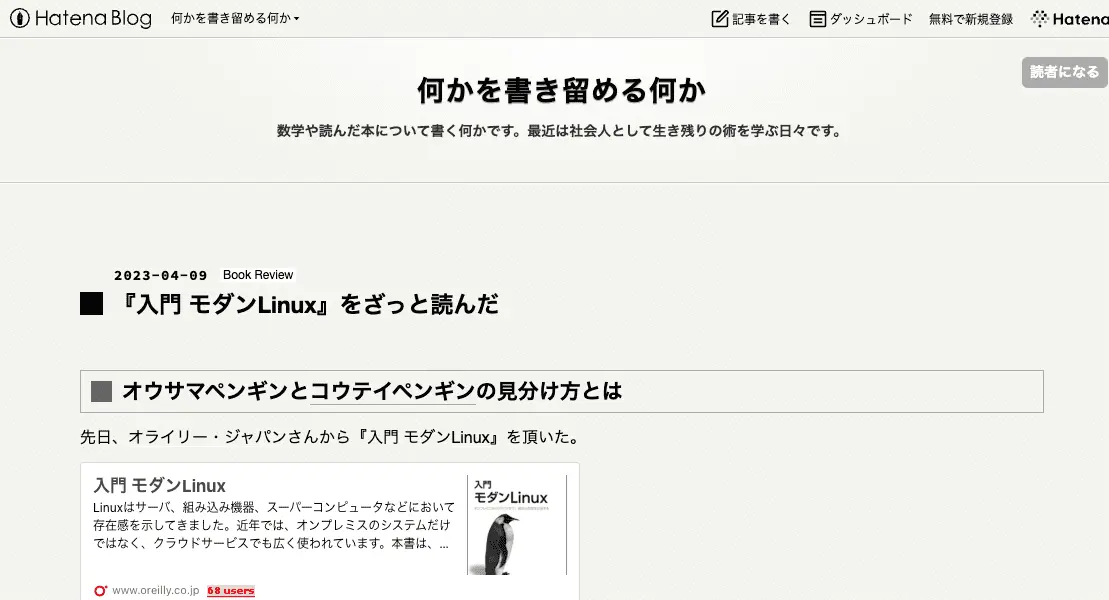 Hatena Blog 何かを書き留める何か 記事を書く ダッシュボード 無料で新規登録 Hatena
読者になる
何かを書き留める何か
数学や読んだ本について書く何かです。最近は社会人として生き残りの術を学ぶ日々です。
2023-04-09 Book Review
『入門 モダンLinux』をざっと読んだ
オウサマペンギンとコウテイペンギンの見分け方とは
先日、オライリー・ジャパンさんから『入門 モダンLinux』を頂いた。
入門 モダンLinux
Linuxはサーバ、組み込み機器、スーパーコンピュータなどにおいて
存在感を示してきました。近年では、オンプレミスのシステムだけ
ではなく、クラウドサービスでも広く使われています。本書は、...
入門
モダンLinux
www.oreilly.co.jp 68 users